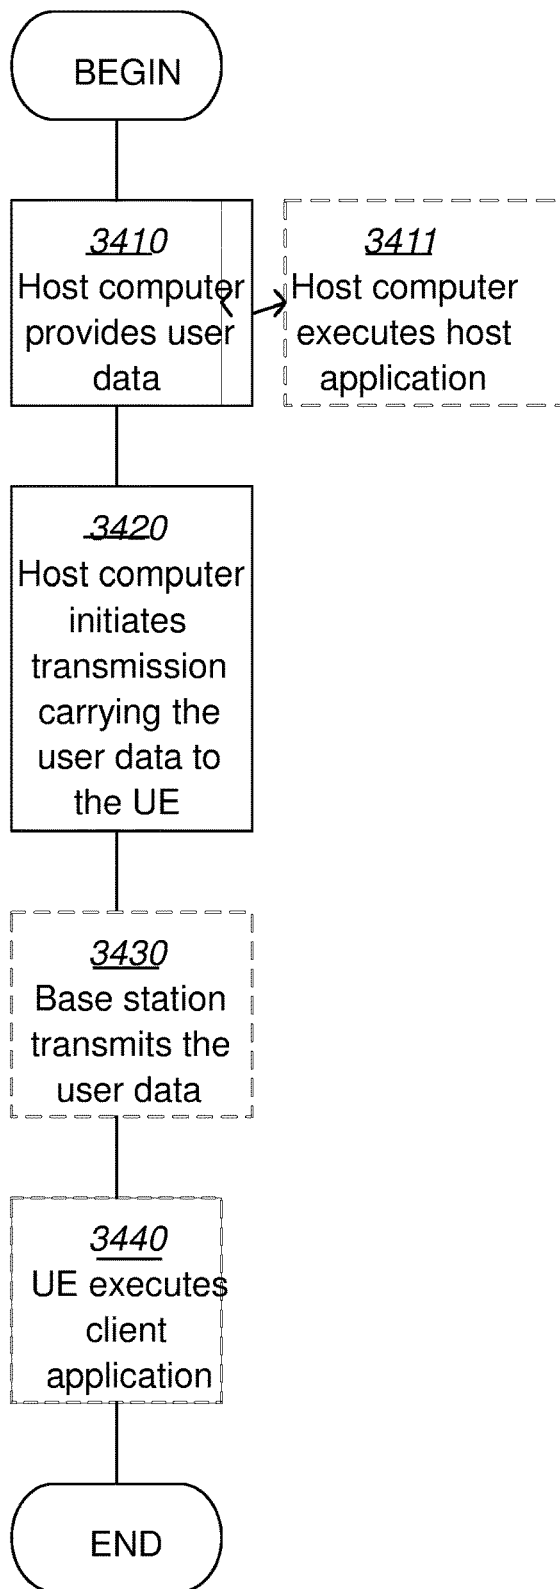 BEGIN
3410
Host computer
provides user
data
3411
Host computer
executes host
application
3420
Host computer
initiates
transmission
carrying the
user data to
the UE
3430
Base station
transmits the
user data
3440
UE executes
client
application
END